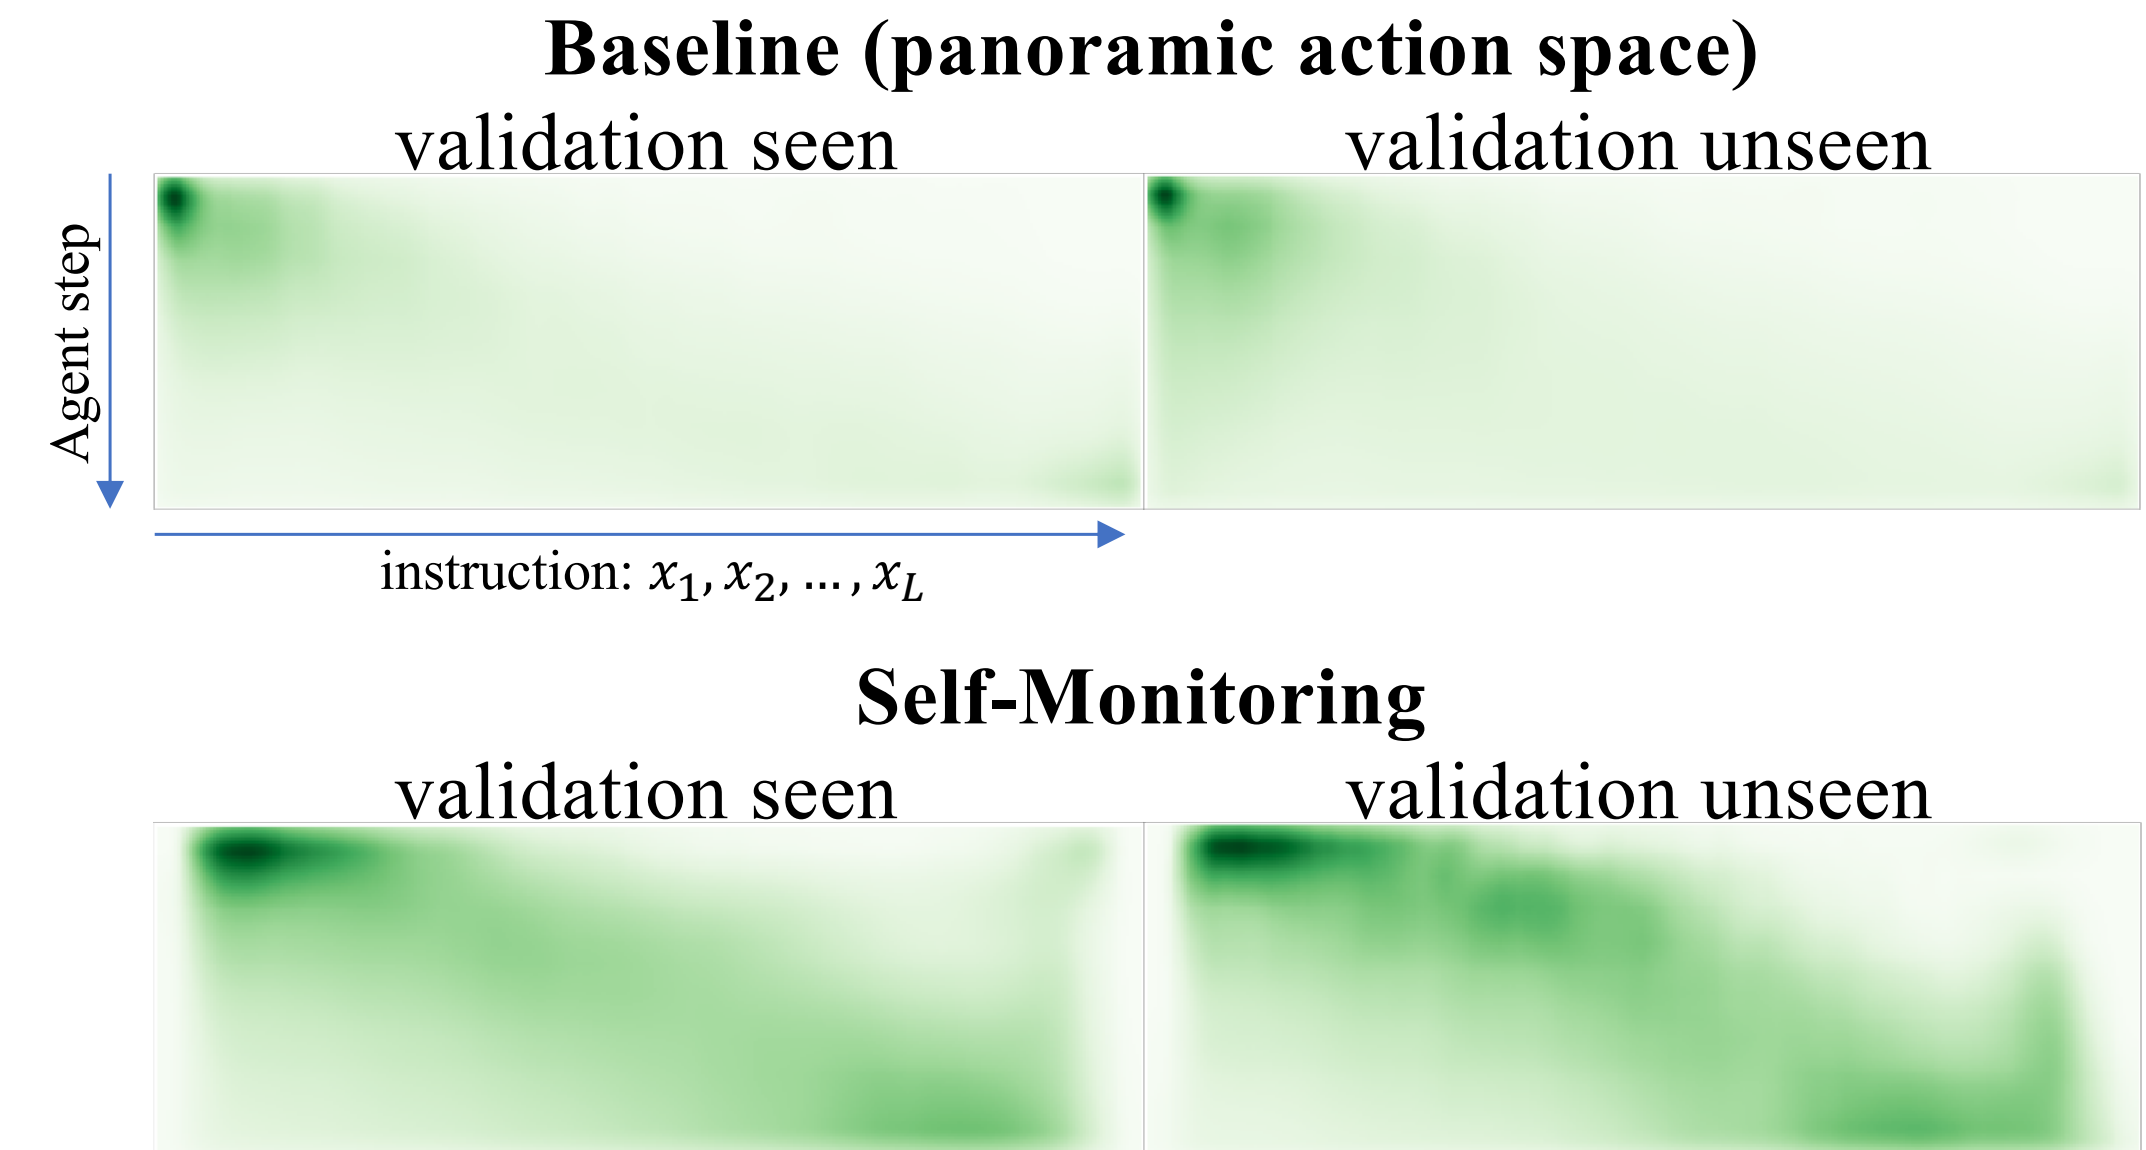 Baseline (panoramic action space)
validation seen
validation unseen
Agent step
instruction: x₁, x₂, … , x_L
Self-Monitoring
validation seen
validation unseen